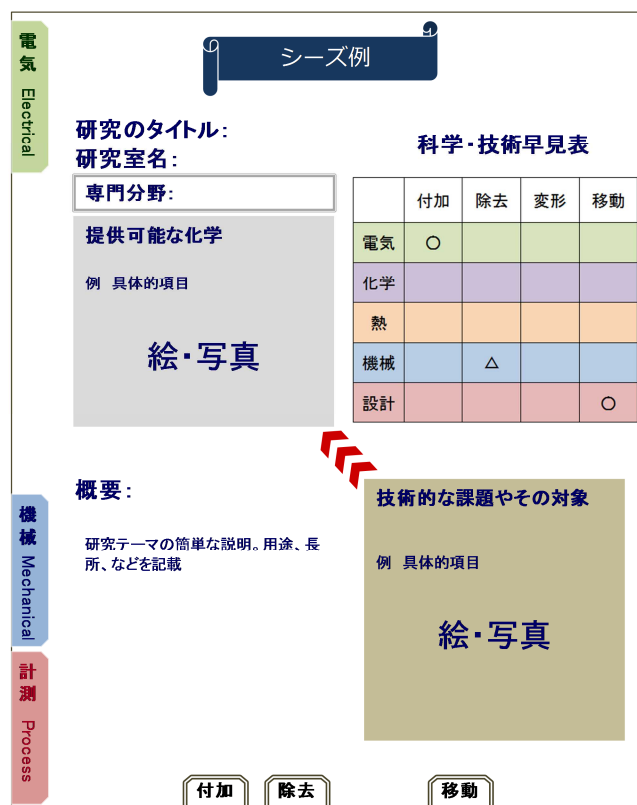 シーズ例
電気 Electrical
研究のタイトル:
研究室名:
専門分野:
提供可能な化学
例 具体的項目
絵・写真
科学・技術早見表
付加 除去 変形 移動
電気 ○
化学
熱
機械 △
設計 ○
概要:
研究テーマの簡単な説明。用途、長
所、などを記載
技術的な課題やその対象
例 具体的項目
絵・写真
機械 Mechanical
計測 Process
付加 除去 移動